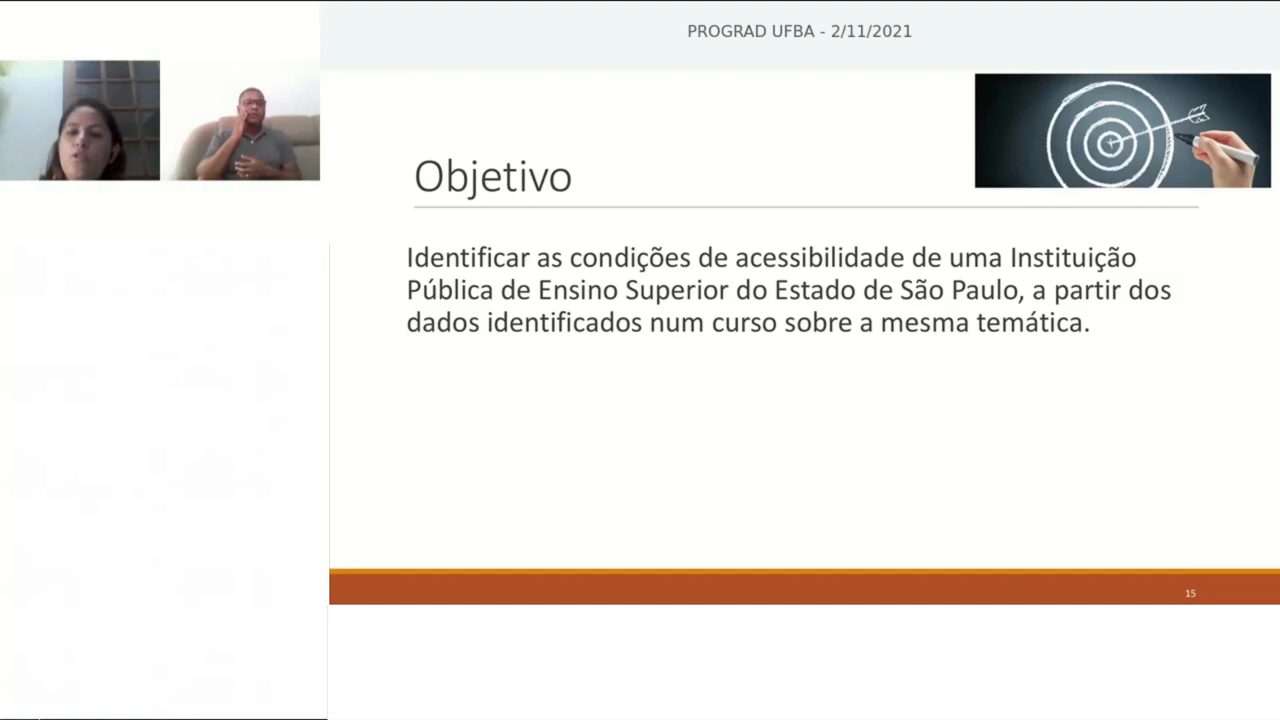 PROGRAD UFBA - 2/11/2021
Objetivo
Identificar as condições de acessibilidade de uma Instituição
Pública de Ensino Superior do Estado de São Paulo, a partir dos
dados identificados num curso sobre a mesma temática.
15